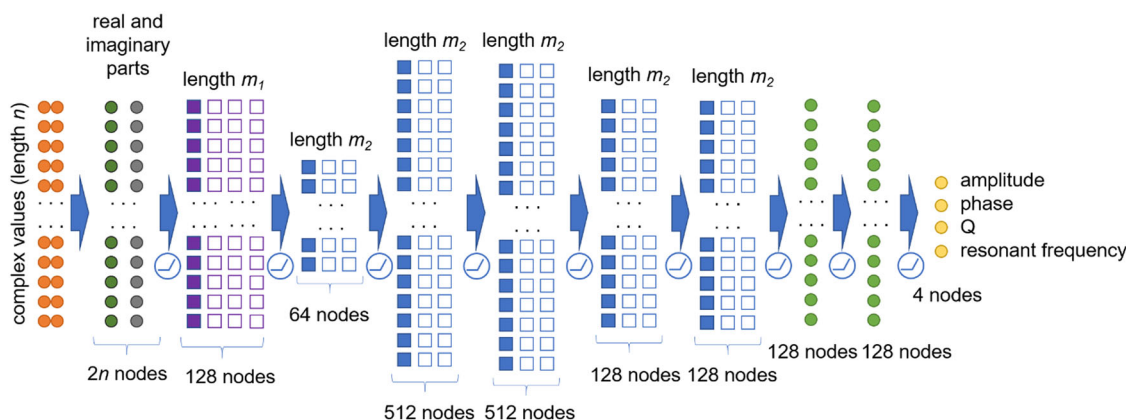 complex values (length n)
real and
imaginary
parts
2n nodes
length m₁
128 nodes
length m₂
64 nodes
length m₂
512 nodes
length m₂
512 nodes
length m₂
128 nodes
length m₂
128 nodes
128 nodes
128 nodes
amplitude
phase
Q
resonant frequency
4 nodes